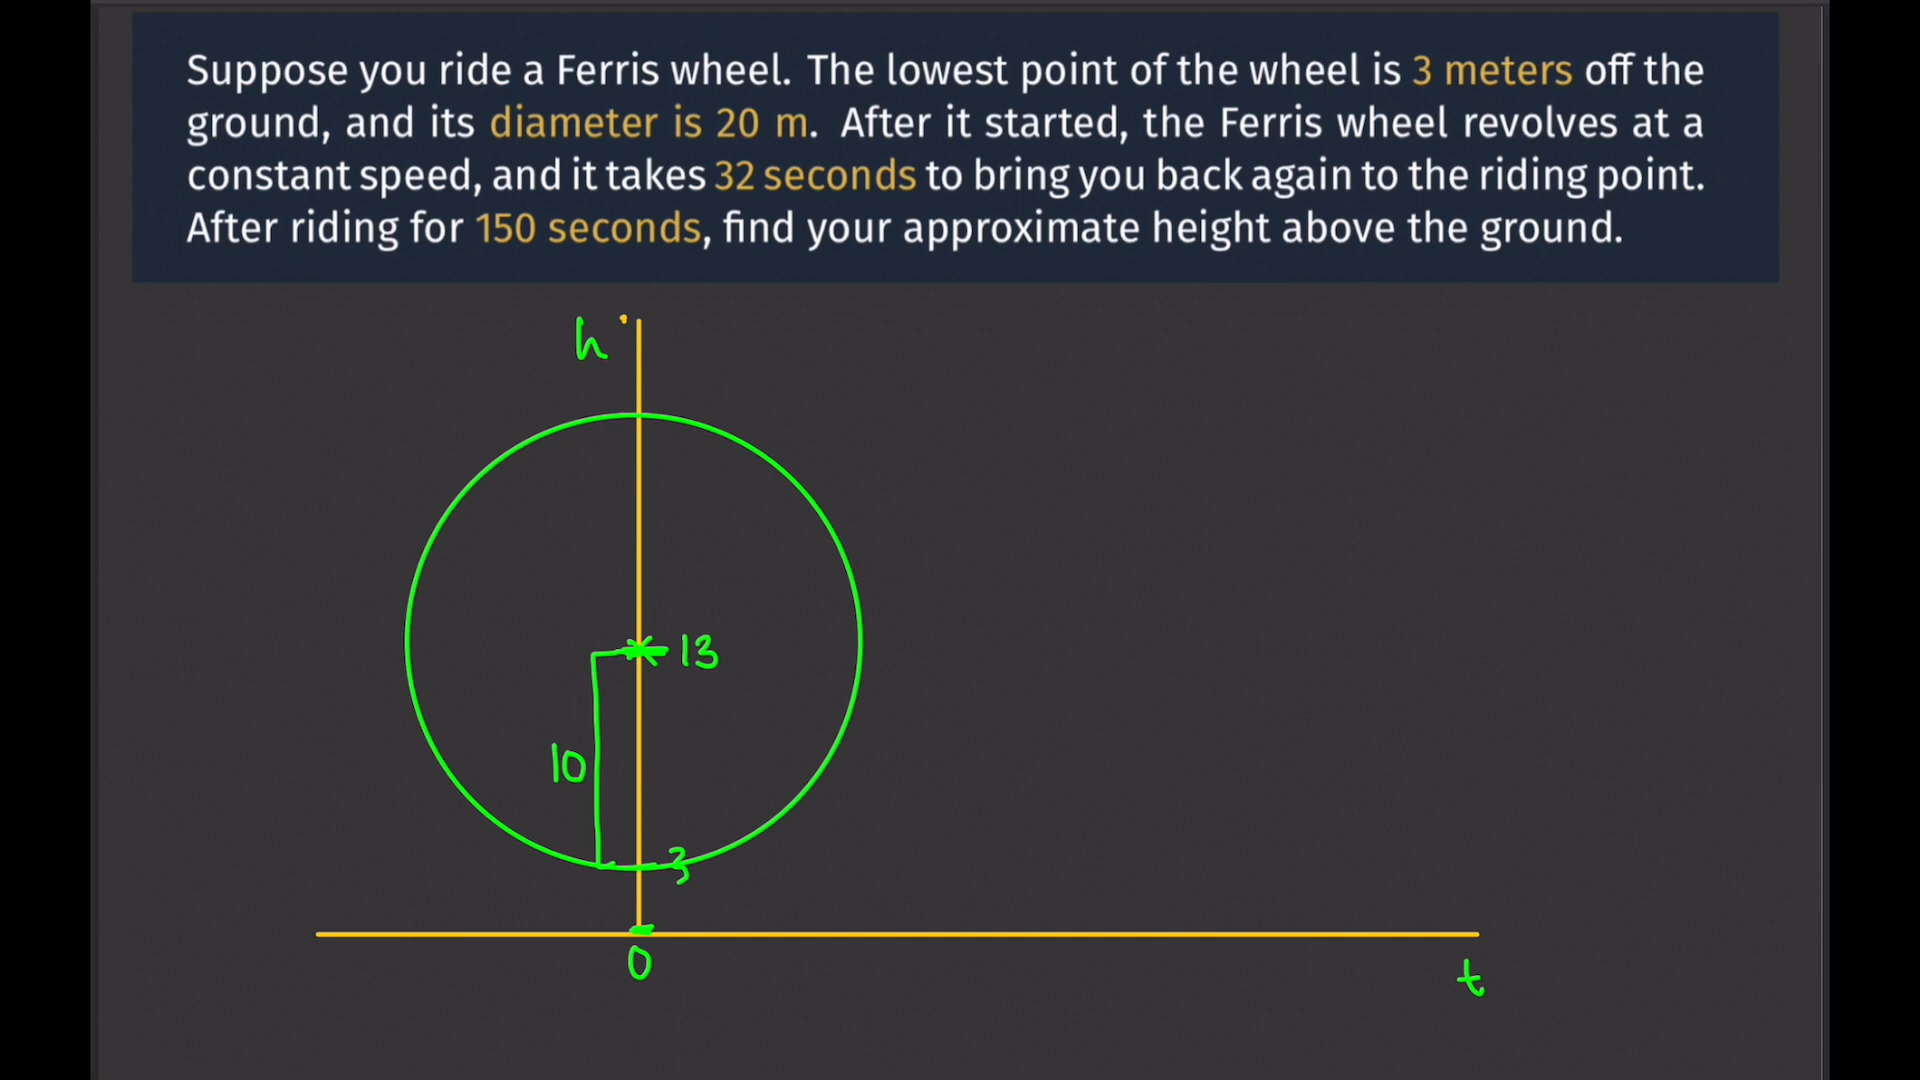 Suppose you ride a Ferris wheel. The lowest point of the wheel is 3 meters off the
ground, and its diameter is 20 m. After it started, the Ferris wheel revolves at a
constant speed, and it takes 32 seconds to bring you back again to the riding point.
After riding for 150 seconds, find your approximate height above the ground.
h
13
10
3
0
t